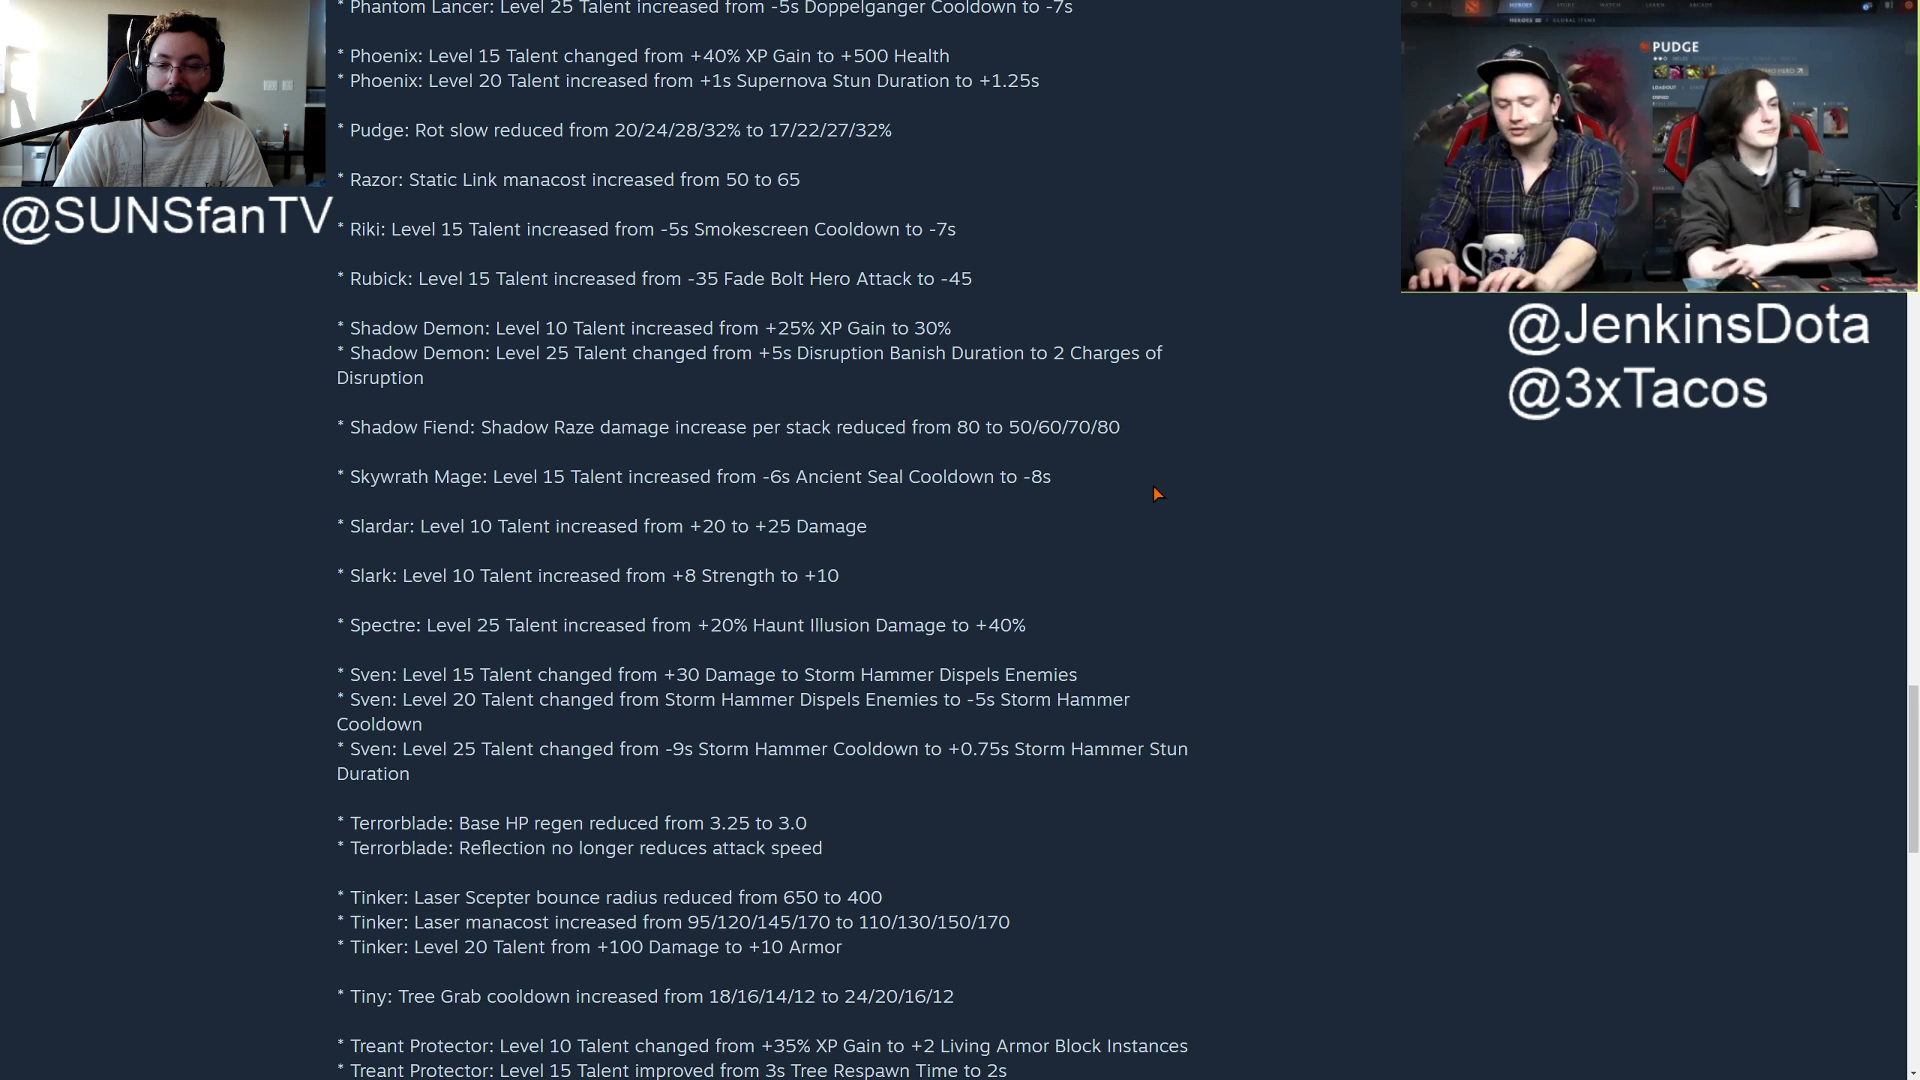 * Phantom Lancer: Level 25 Talent increased from -5s Doppelganger Cooldown to -7s
* Phoenix: Level 15 Talent changed from +40% XP Gain to +500 Health
* Phoenix: Level 20 Talent increased from +1s Supernova Stun Duration to +1.25s
* Pudge: Rot slow reduced from 20/24/28/32% to 17/22/27/32%
* Razor: Static Link manacost increased from 50 to 65
* Riki: Level 15 Talent increased from -5s Smokescreen Cooldown to -7s
* Rubick: Level 15 Talent increased from -35 Fade Bolt Hero Attack to -45
* Shadow Demon: Level 10 Talent increased from +25% XP Gain to 30%
* Shadow Demon: Level 25 Talent changed from +5s Disruption Banish Duration to 2 Charges of
Disruption
* Shadow Fiend: Shadow Raze damage increase per stack reduced from 80 to 50/60/70/80
* Skywrath Mage: Level 15 Talent increased from -6s Ancient Seal Cooldown to -8s
* Slardar: Level 10 Talent increased from +20 to +25 Damage
* Slark: Level 10 Talent increased from +8 Strength to +10
* Spectre: Level 25 Talent increased from +20% Haunt Illusion Damage to +40%
* Sven: Level 15 Talent changed from +30 Damage to Storm Hammer Dispels Enemies
* Sven: Level 20 Talent changed from Storm Hammer Dispels Enemies to -5s Storm Hammer
Cooldown
* Sven: Level 25 Talent changed from -9s Storm Hammer Cooldown to +0.75s Storm Hammer Stun
Duration
* Terrorblade: Base HP regen reduced from 3.25 to 3.0
* Terrorblade: Reflection no longer reduces attack speed
* Tinker: Laser Scepter bounce radius reduced from 650 to 400
* Tinker: Laser manacost increased from 95/120/145/170 to 110/130/150/170
* Tinker: Level 20 Talent from +100 Damage to +10 Armor
* Tiny: Tree Grab cooldown increased from 18/16/14/12 to 24/20/16/12
* Treant Protector: Level 10 Talent changed from +35% XP Gain to +2 Living Armor Block Instances
* Treant Protector: Level 15 Talent improved from 3s Tree Respawn Time to 2s
@SUNSfanTV
HEROES
GLOBAL ITEMS
PUDGE
LOADOUT
@JenkinsDota
@3xTacos